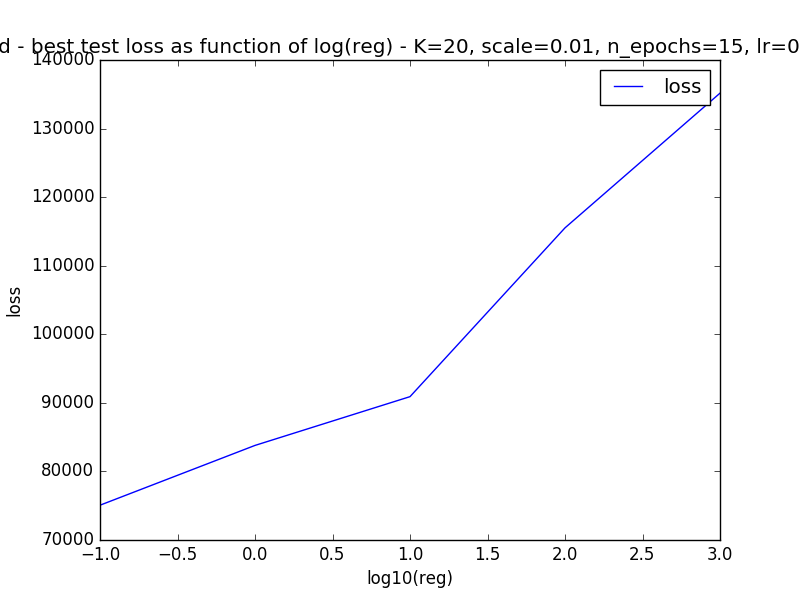 d - best test loss as function of log(reg) - K=20, scale=0.01, n_epochs=15, lr=0
140000
130000
120000
110000
100000
90000
80000
70000
loss
loss
−1.0 −0.5 0.0 0.5 1.0 1.5 2.0 2.5 3.0
log10(reg)